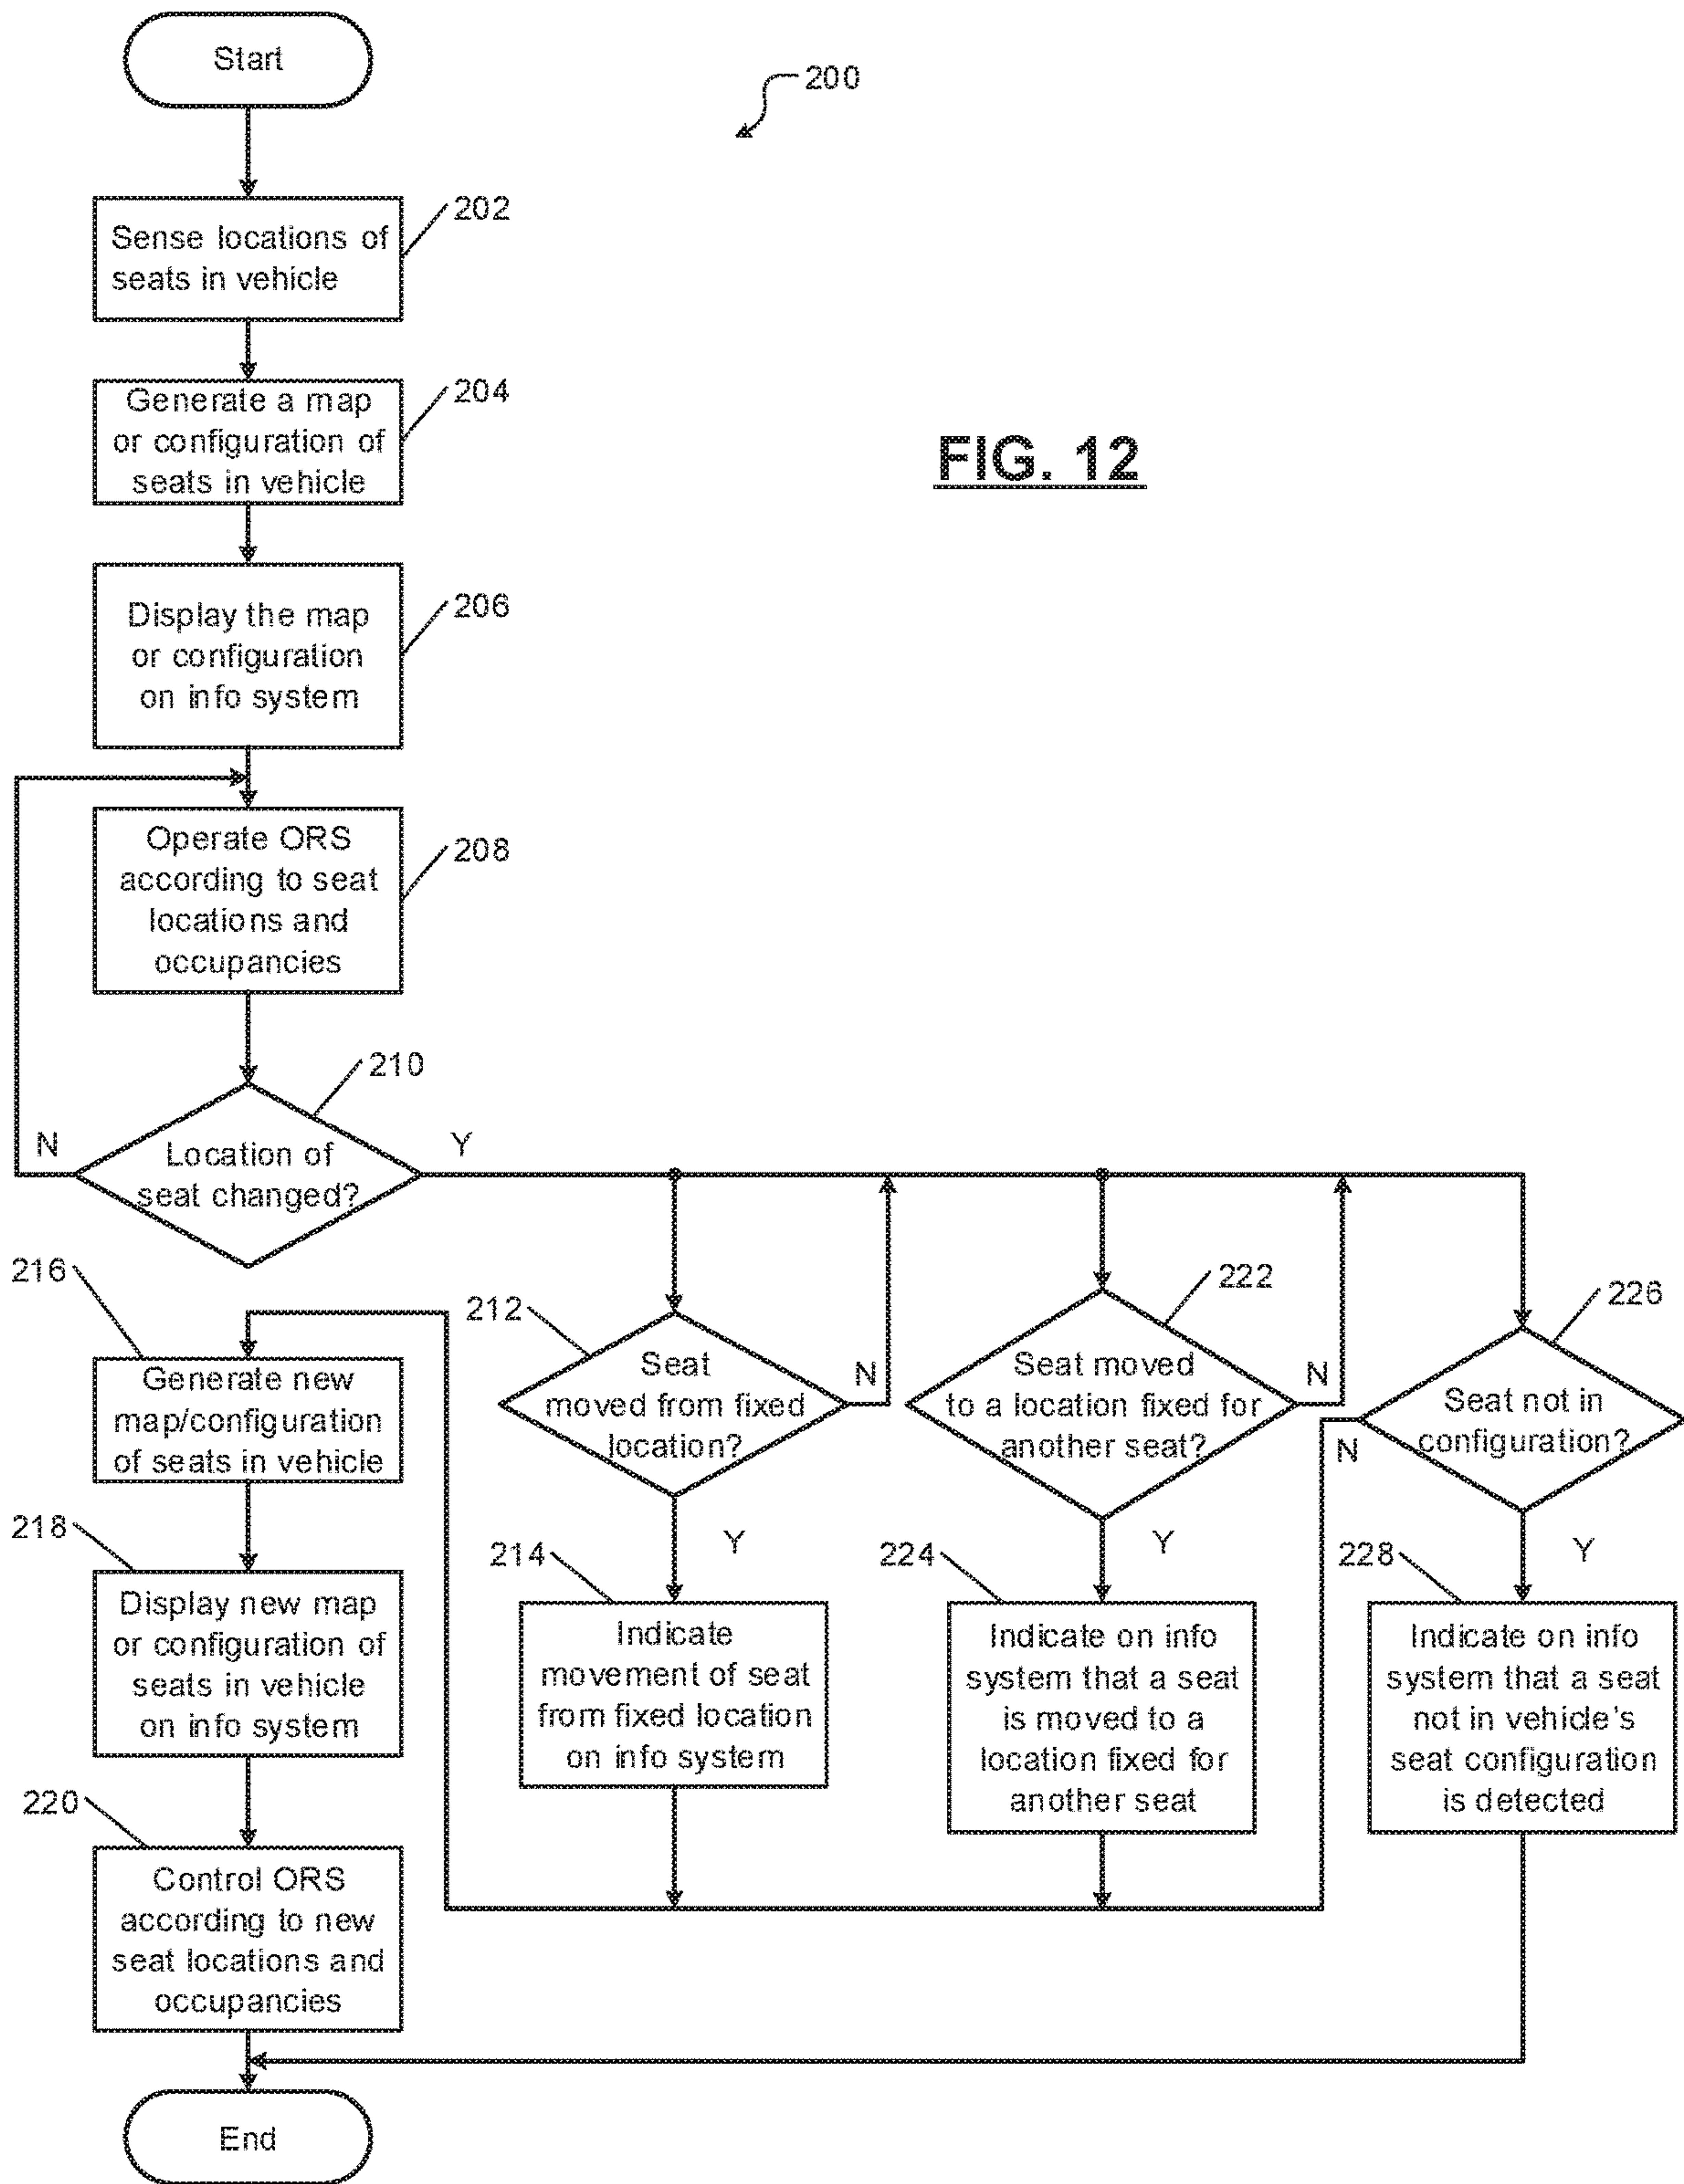 Start
200
202
Sense locations of
seats in vehicle
204
Generate a map
or configuration of
seats in vehicle
FIG. 12
206
Display the map
or configuration
on info system
208
Operate ORS
according to seat
locations and
occupancies
210
N
Location of
seat changed?
Y
216
Generate new
map/configuration
of seats in vehicle
218
Display new map
or configuration of
seats in vehicle
on info system
220
Control ORS
according to new
seat locations and
occupancies
212
Seat
moved from fixed
location?
N
Y
214
Indicate
movement of seat
from fixed location
on info system
222
Seat moved
to a location fixed for
another seat?
N
Y
224
Indicate on info
system that a seat
is moved to a
location fixed for
another seat
226
Seat not in
configuration?
N
Y
228
Indicate on info
system that a seat
not in vehicle's
seat configuration
is detected
End